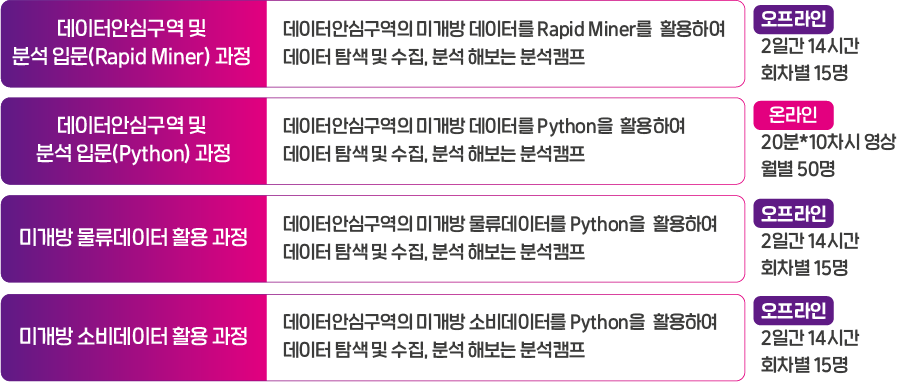 데이터안심구역 및
분석 입문(Rapid Miner) 과정
데이터안심구역의 미개방 데이터를 Rapid Miner를 활용하여
데이터 탐색 및 수집, 분석 해보는 분석캠프
오프라인
2일간 14시간
회차별 15명
데이터안심구역 및
분석 입문(Python) 과정
데이터안심구역의 미개방 데이터를 Python을 활용하여
데이터 탐색 및 수집, 분석 해보는 분석캠프
온라인
20분*10차시 영상
월별 50명
미개방 물류데이터 활용 과정
데이터안심구역의 미개방 물류데이터를 Python을 활용하여
데이터 탐색 및 수집, 분석 해보는 분석캠프
오프라인
2일간 14시간
회차별 15명
미개방 소비데이터 활용 과정
데이터안심구역의 미개방 소비데이터를 Python을 활용하여
데이터 탐색 및 수집, 분석 해보는 분석캠프
오프라인
2일간 14시간
회차별 15명